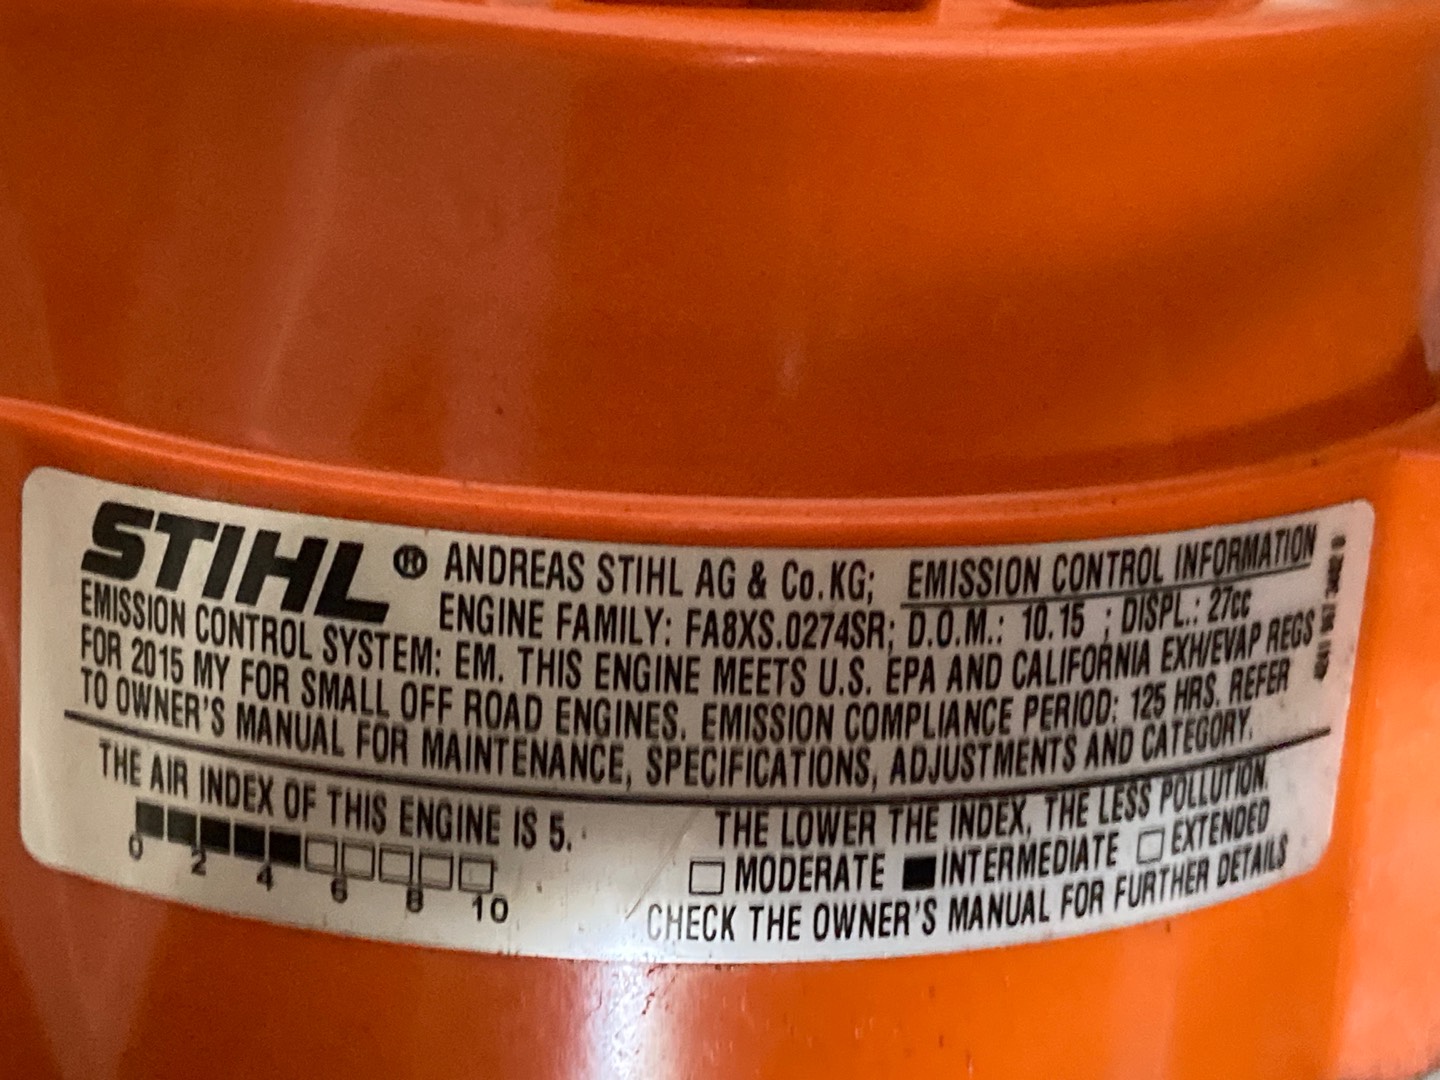 STIHL® ANDREAS STIHL AG & Co.KG; EMISSION CONTROL INFORMATION
ENGINE FAMILY: FA8XS.0274SR; D.O.M.: 10.15 ; DISPL.: 27cc
EMISSION CONTROL SYSTEM: EM. THIS ENGINE MEETS U.S. EPA AND CALIFORNIA EXH/EVAP REGS
FOR 2015 MY FOR SMALL OFF ROAD ENGINES. EMISSION COMPLIANCE PERIOD: 125 HRS. REFER
TO OWNER'S MANUAL FOR MAINTENANCE, SPECIFICATIONS, ADJUSTMENTS AND CATEGORY.
THE AIR INDEX OF THIS ENGINE IS 5.
0 2 4 6 8 10
THE LOWER THE INDEX, THE LESS POLLUTION.
MODERATE INTERMEDIATE EXTENDED
CHECK THE OWNER'S MANUAL FOR FURTHER DETAILS